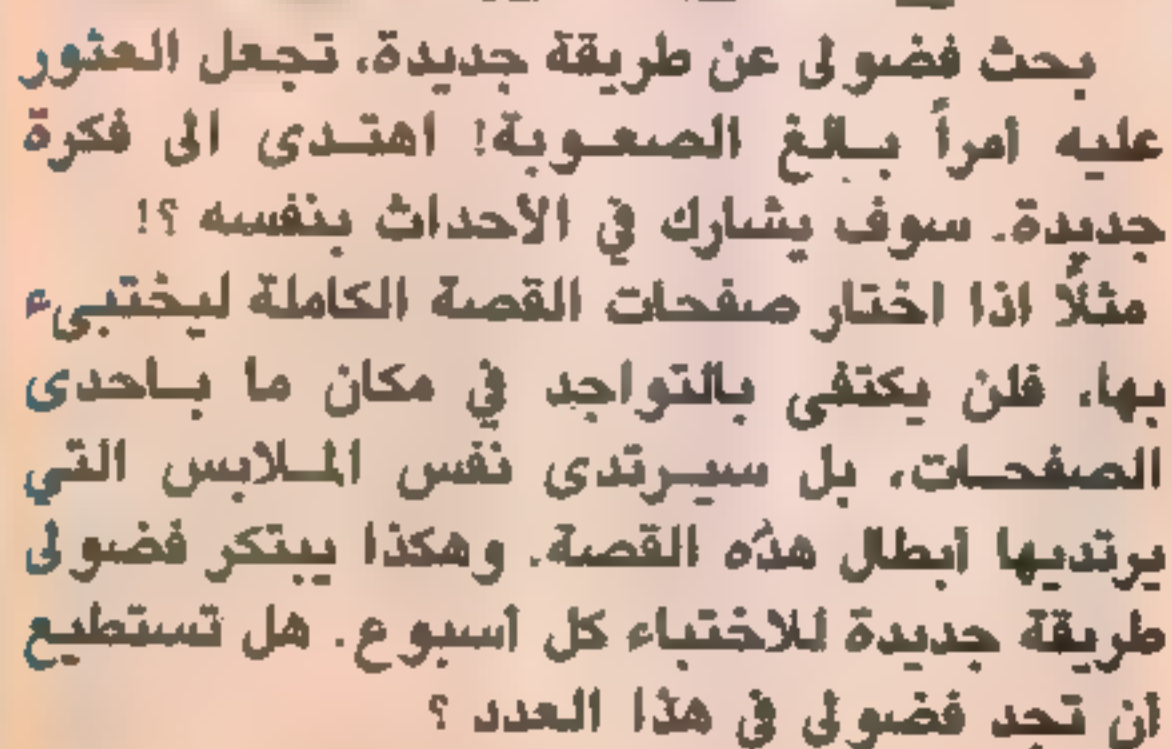 بحث فضولى عن طريقة جديدة، تجعل العثور
عليه أمراً بالغ الصعوبة! اهتدى الى فكرة
جديدة. سوف يشارك في الأحداث بنفسه ؟!
مثلاً اذا اختار صفحات القصة الكاملة ليختبىء
بها، فلن يكتفى بالتواجد في مكان ما باحدى
الصفحات، بل سيرتدى نفس الملابس التي
يرتديها أبطال هذه القصة. وهكذا يبتكر فضولى
طريقة جديدة للاختباء كل أسبوع. هل تستطيع
أن تجد فضولى فى هذا العدد ؟